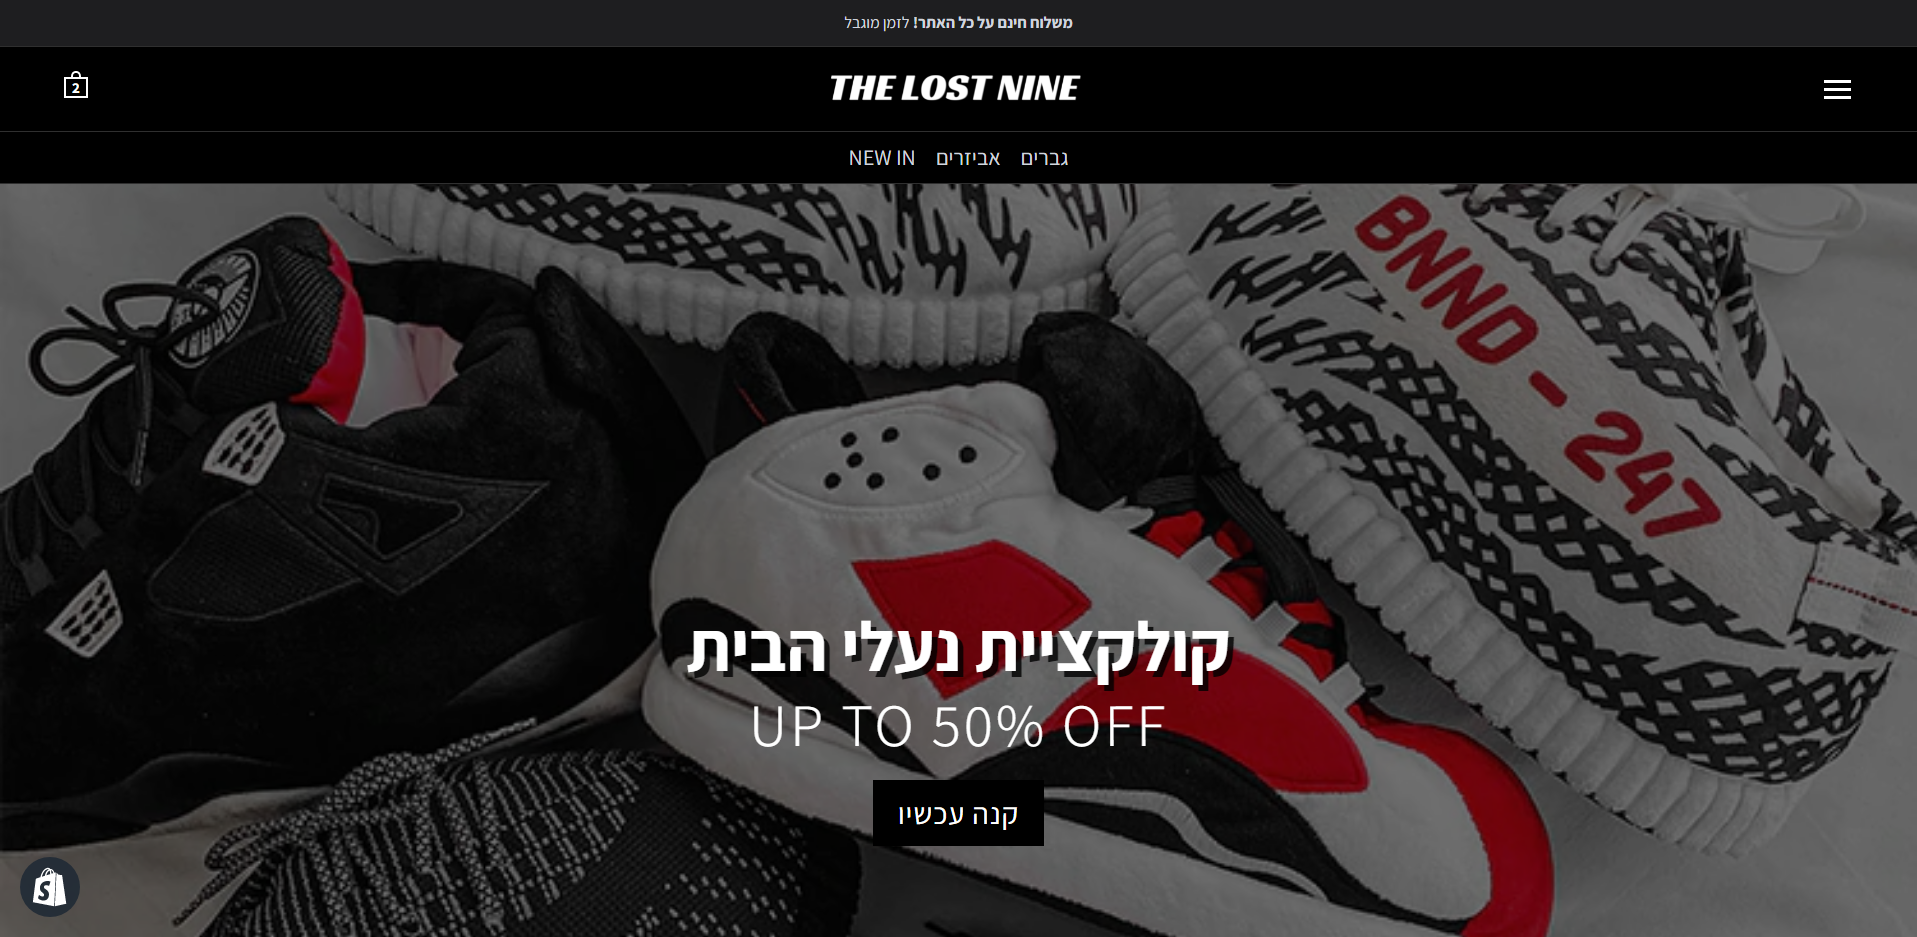 משלוח חינם על כל האתר! לזמן מוגבל
2
THE LOST NINE
גברים אביזרים NEW IN
BNND - 247
קולקציית נעלי הבית
UP TO 50% OFF
קנה עכשיו
S